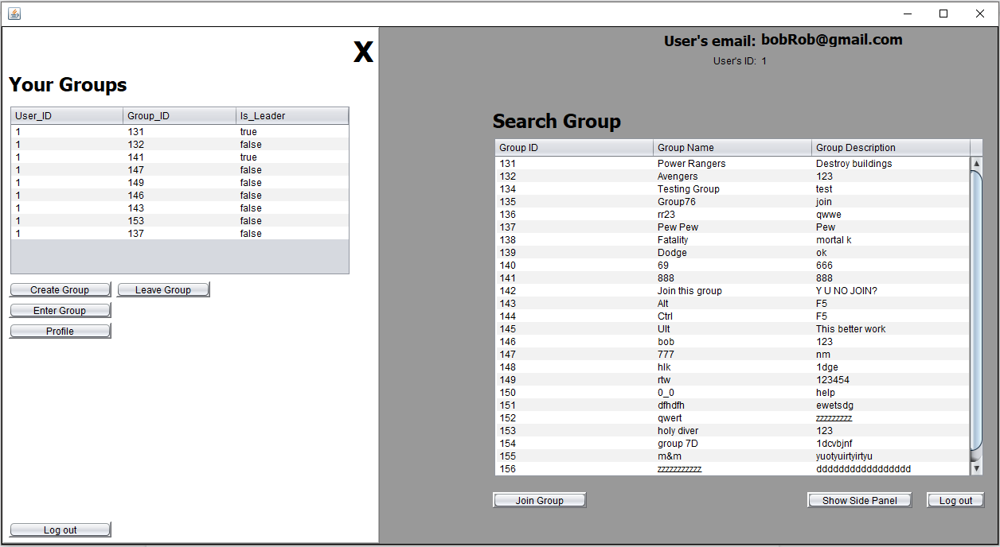 X
Your Groups
User_ID Group_ID Is_Leader
1 131 true
1 132 false
1 141 true
1 147 false
1 149 false
1 146 false
1 143 false
1 153 false
1 137 false
Create Group Leave Group
Enter Group
Profile
Log out
User's email: bobRob@gmail.com
User's ID: 1
Search Group
Group ID Group Name Group Description
131 Power Rangers Destroy buildings
132 Avengers 123
134 Testing Group test
135 Group76 join
136 rr23 qwwe
137 Pew Pew Pew
138 Fatality mortal k
139 Dodge ok
140 69 666
141 888 888
142 Join this group Y U NO JOIN?
143 Alt F5
144 Ctrl F5
145 Ult This better work
146 bob 123
147 777 nm
148 hlk 1dge
149 rtw 123454
150 0_0 help
151 dfhdfh ewetsdg
152 qwert zzzzzzzzz
153 holy diver 123
154 group 7D 1dcvbjnf
155 m&m yuotyuirtyirtyu
156 zzzzzzzzzzz ddddddddddddddddd
Join Group Show Side Panel Log out